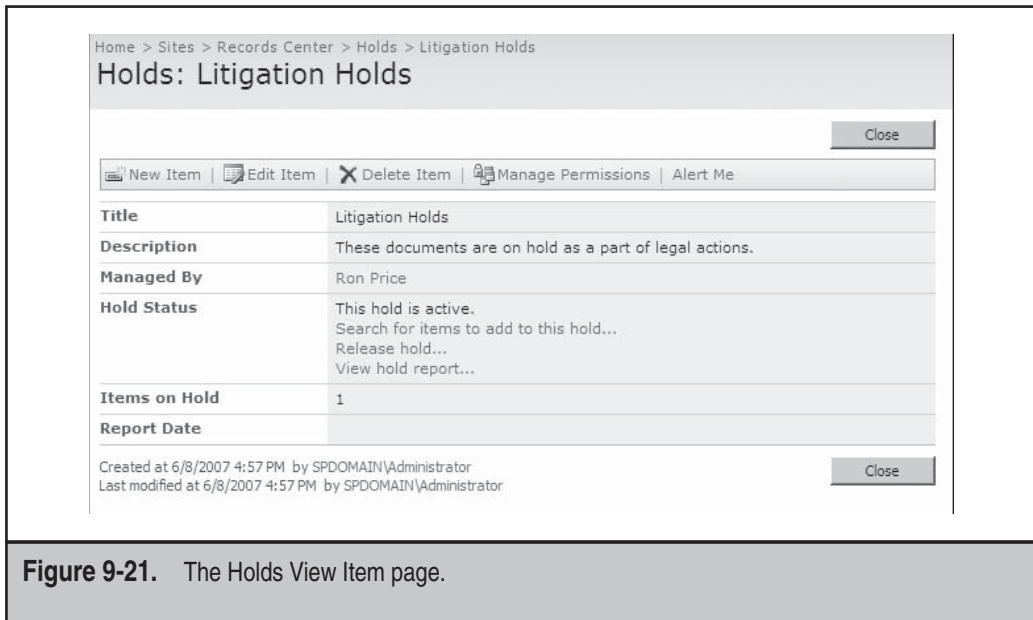 Home > Sites > Records Center > Holds > Litigation Holds
Holds: Litigation Holds
Close
New Item | Edit Item | Delete Item | Manage Permissions | Alert Me
Title Litigation Holds
Description These documents are on hold as a part of legal actions.
Managed By Ron Price
Hold Status This hold is active.
Search for items to add to this hold...
Release hold...
View hold report...
Items on Hold 1
Report Date
Created at 6/8/2007 4:57 PM by SPDOMAIN\Administrator
Close
Last modified at 6/8/2007 4:57 PM by SPDOMAIN\Administrator
Figure 9-21. The Holds View Item page.